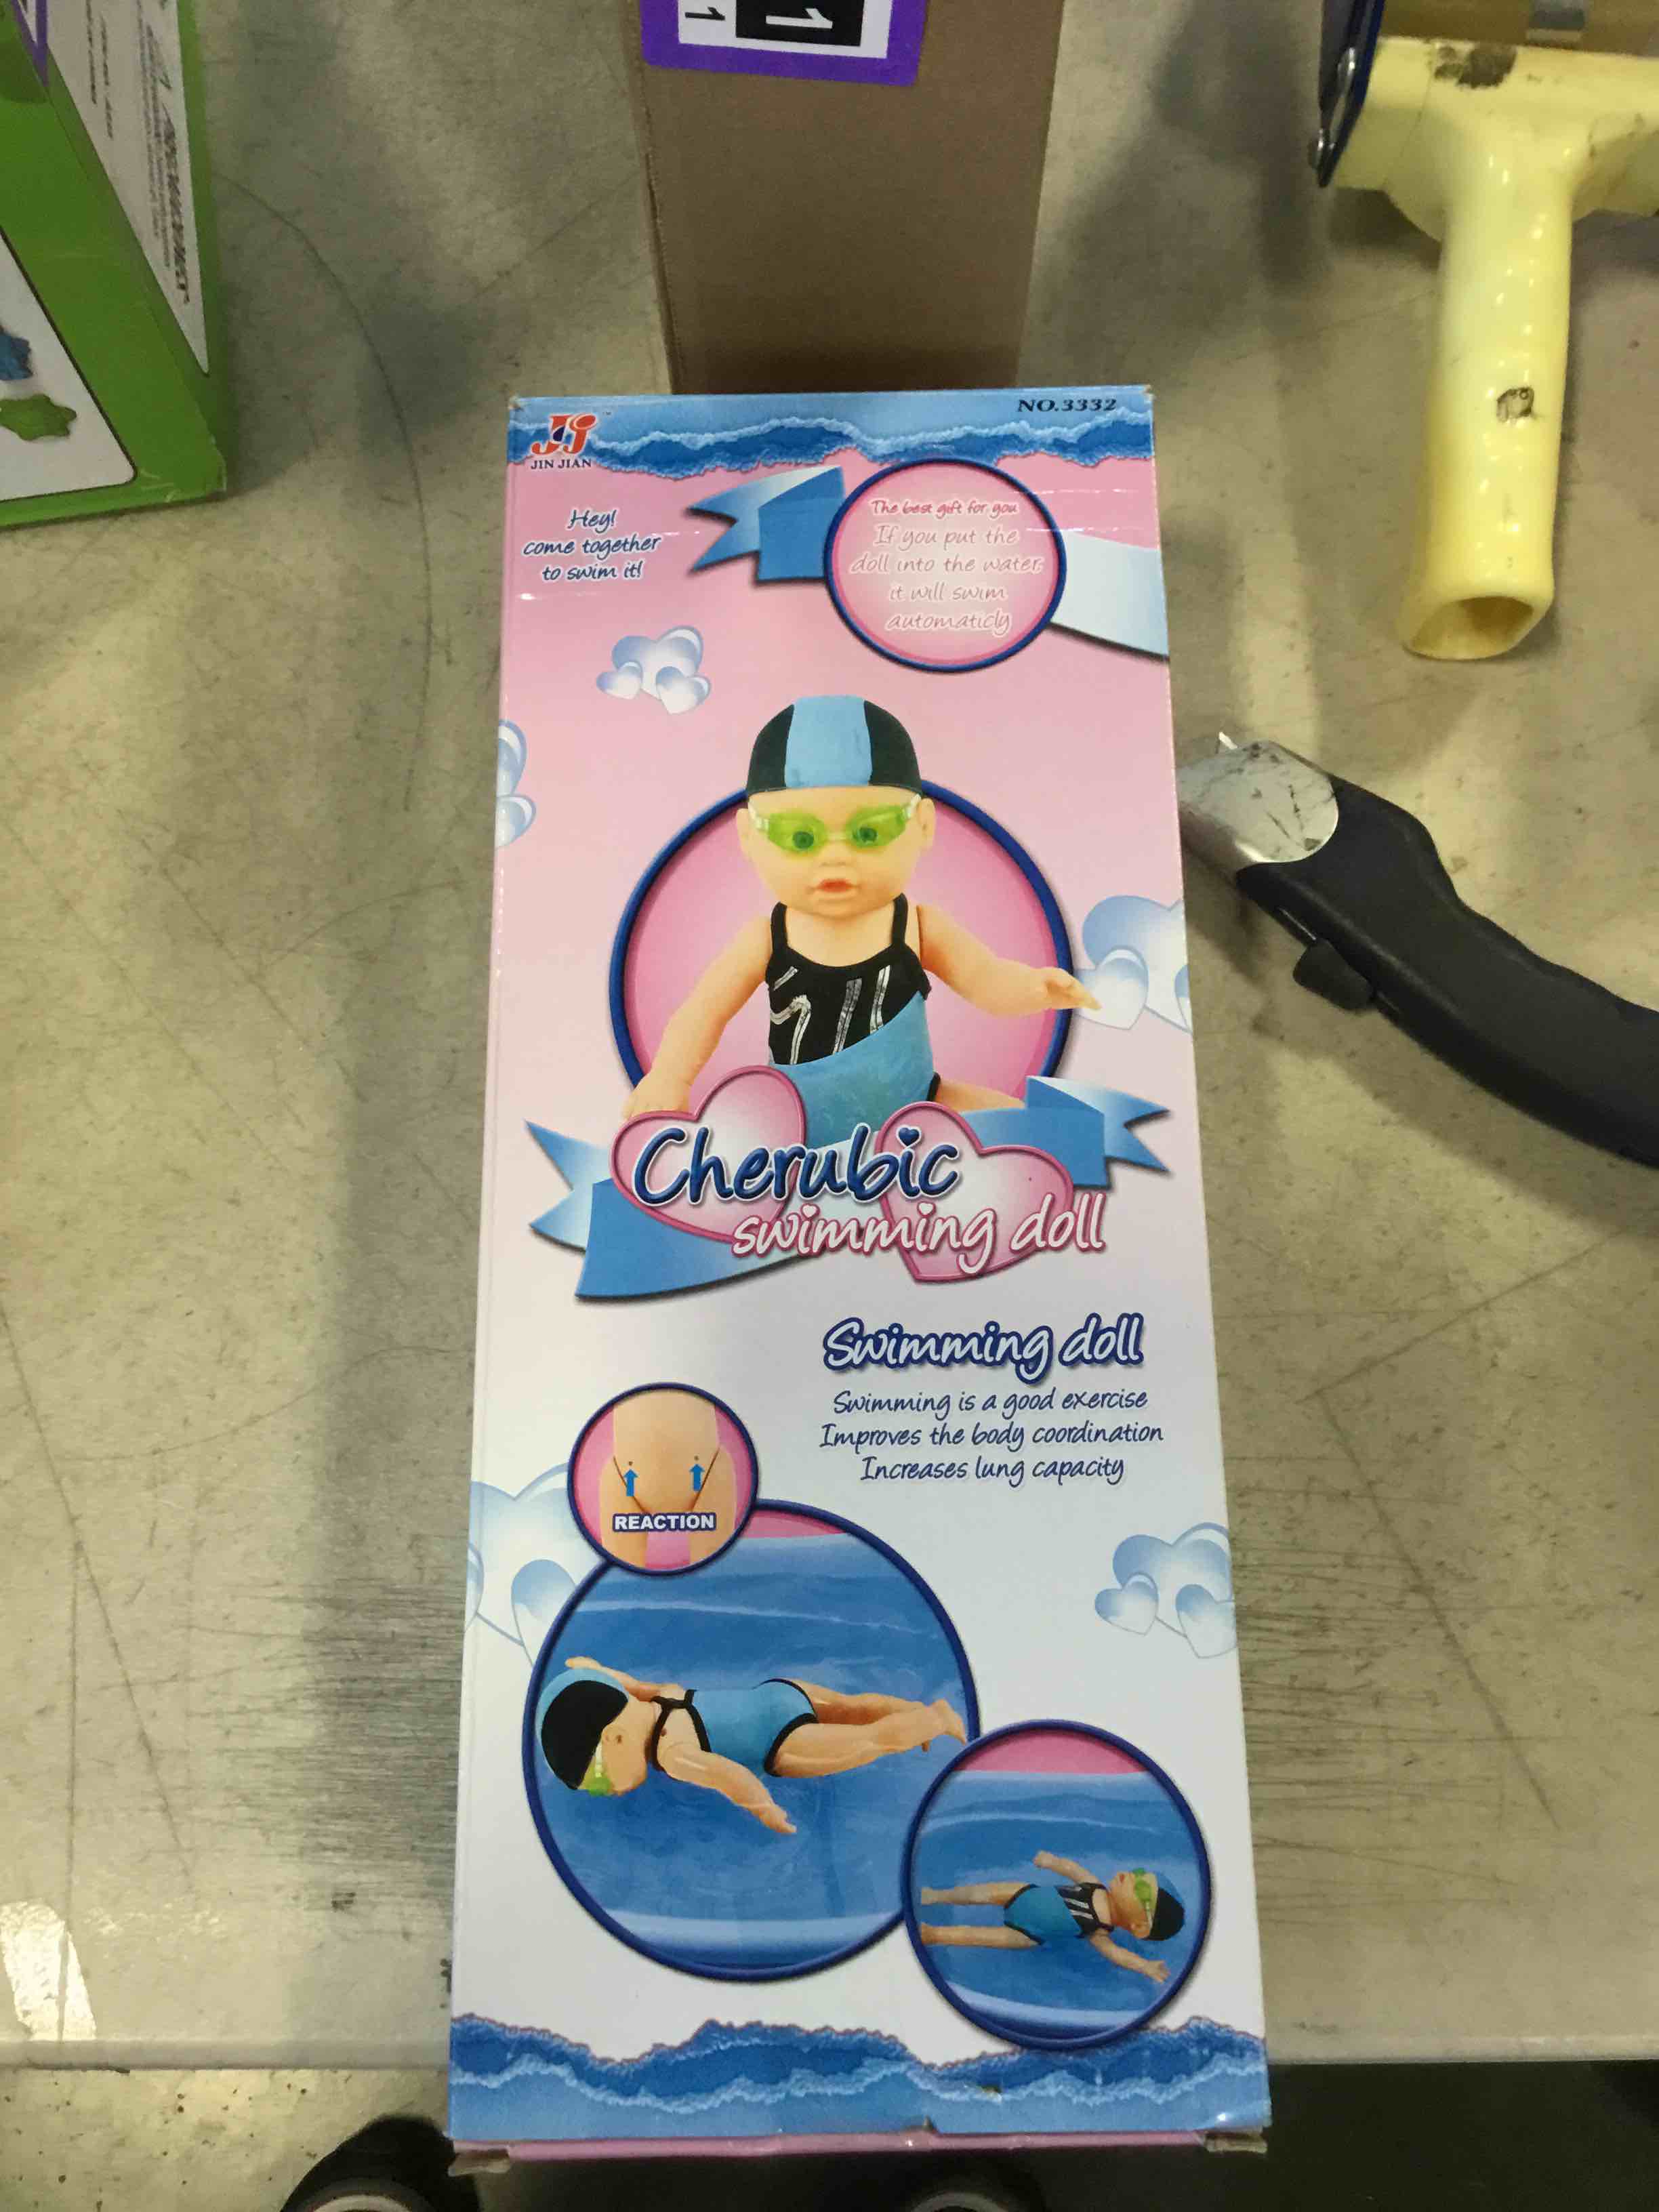 1
1
NO.3332
JJ
JIN JIAN
Hey!
come together
to swim it!
The best gift for you
If you put the
doll into the water,
it will swim
automaticly
Cherubic
swimming doll
Swimming doll
Swimming is a good exercise
Improves the body coordination
Increases lung capacity
REACTION